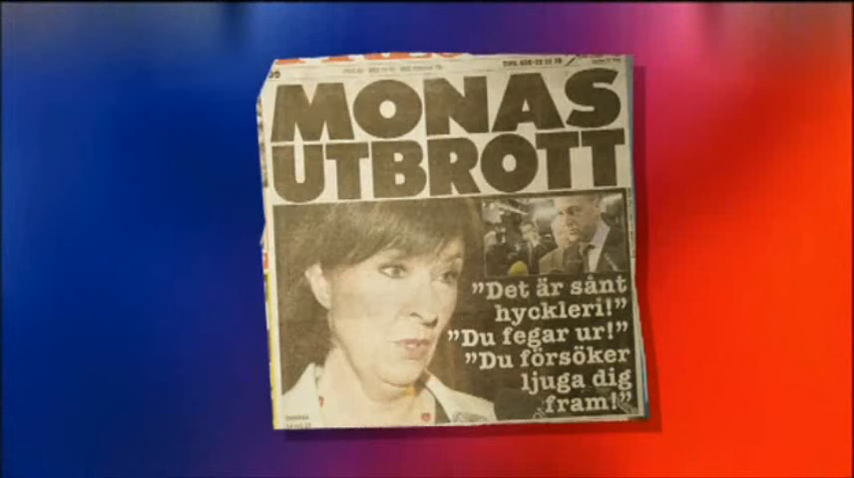 MONAS
UTBROTT
”Det är sånt
hyckleri!”
”Du fegar ur!”
”Du försöker
ljuga dig
fram!”